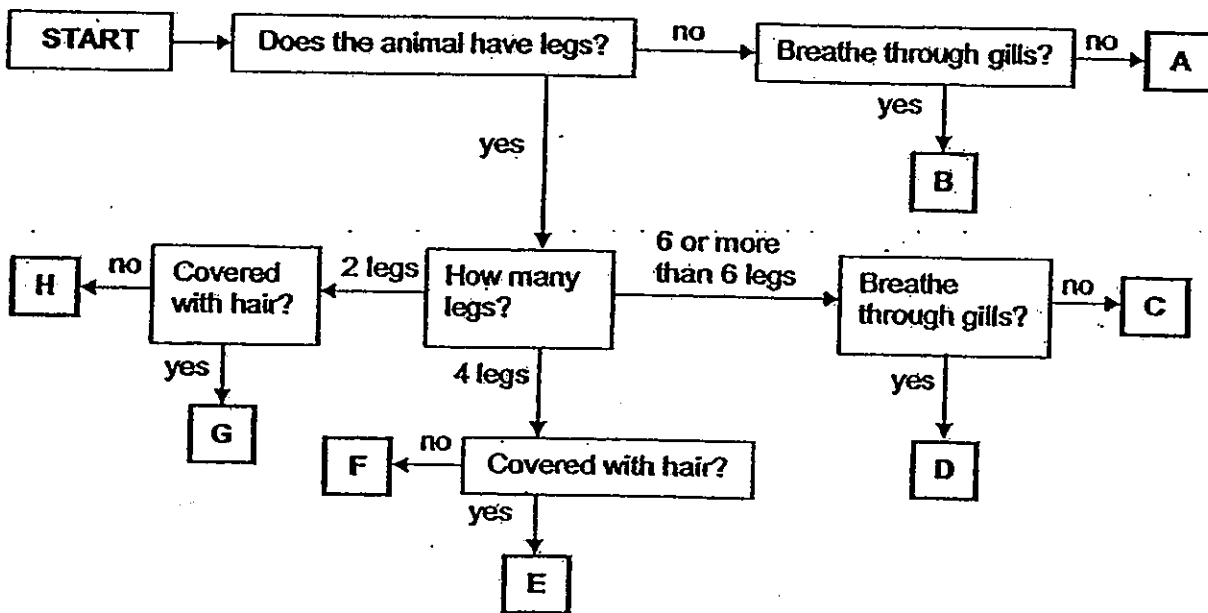 START
Does the animal have legs?
no
Breathe through gills?
no
A
yes
B
yes
6 or more
than 6 legs
H
no
Covered
with hair?
2 legs
How many
legs?
Breathe
through gills?
no
C
yes
G
4 legs
yes
D
F
no
Covered with hair?
yes
E